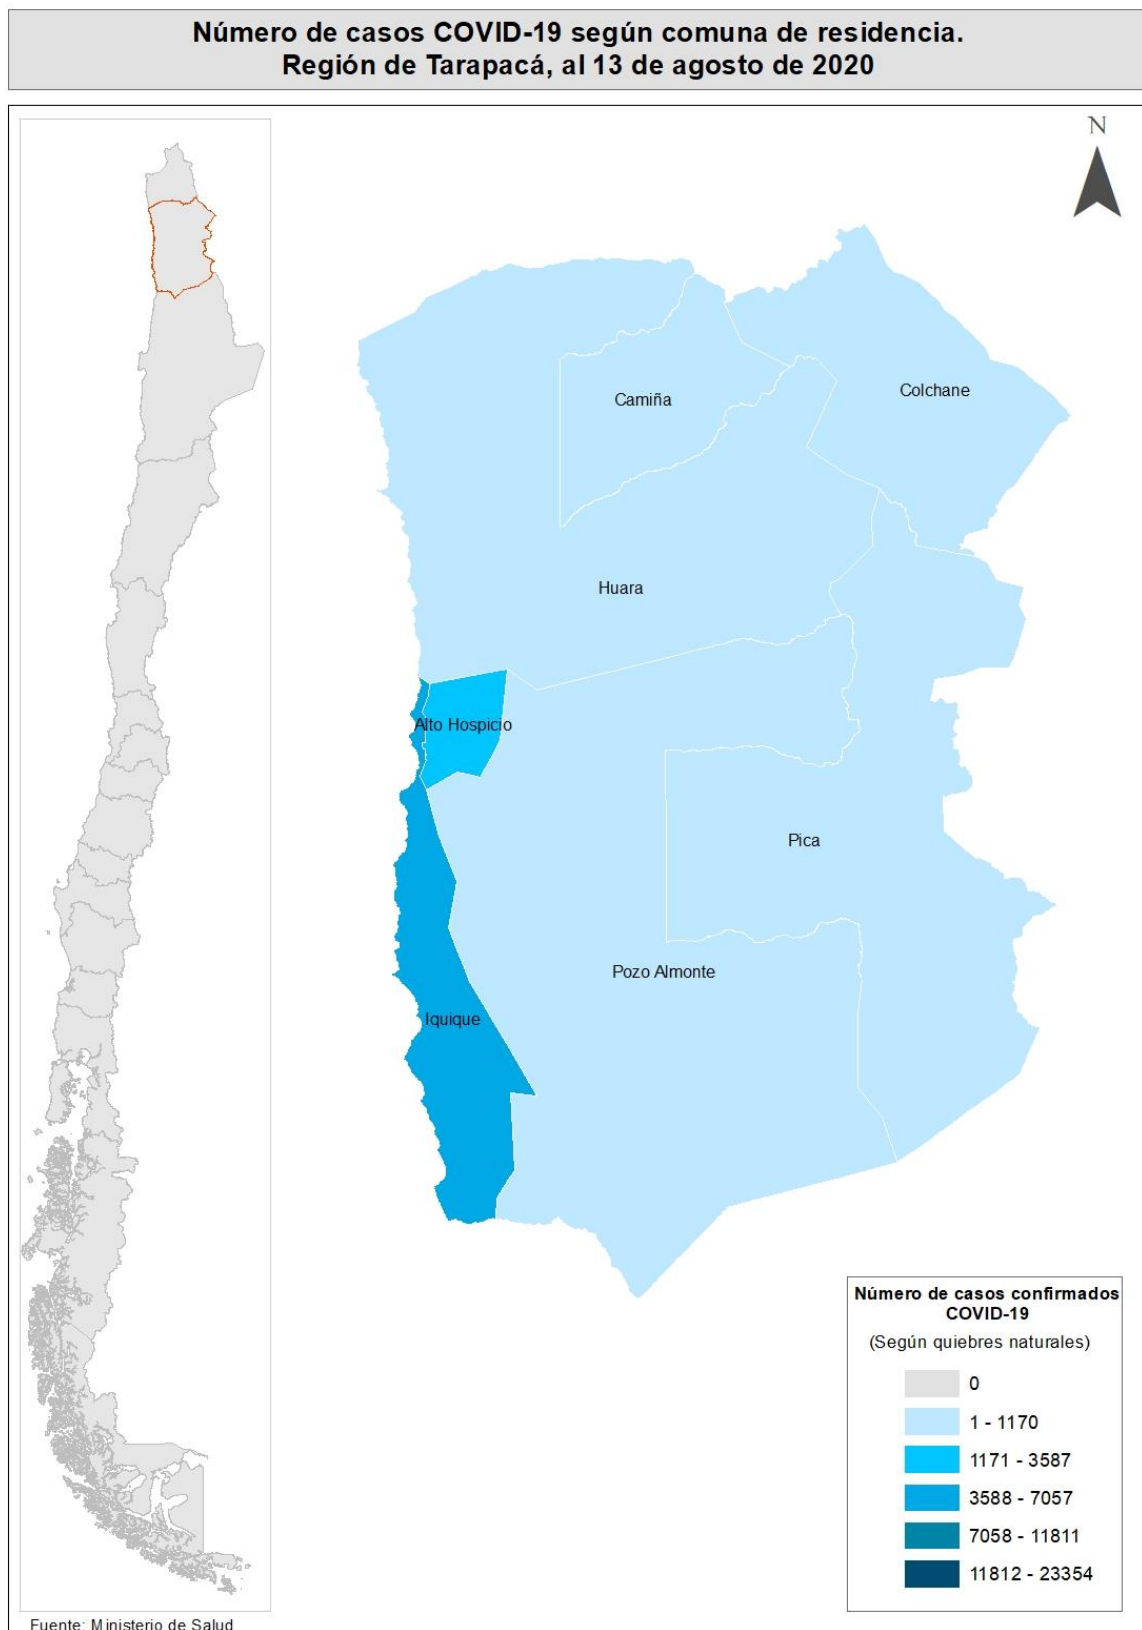 Número de casos COVID-19 según comuna de residencia.
Región de Tarapacá, al 13 de agosto de 2020
N
Camiña
Colchane
Huara
Alto Hospicio
Pica
Pozo Almonte
Iquique
Número de casos confirmados
COVID-19
(Según quiebres naturales)
0
1 - 1170
1171 - 3587
3588 - 7057
7058 - 11811
11812 - 23354
Fuente: Ministerio de Salud